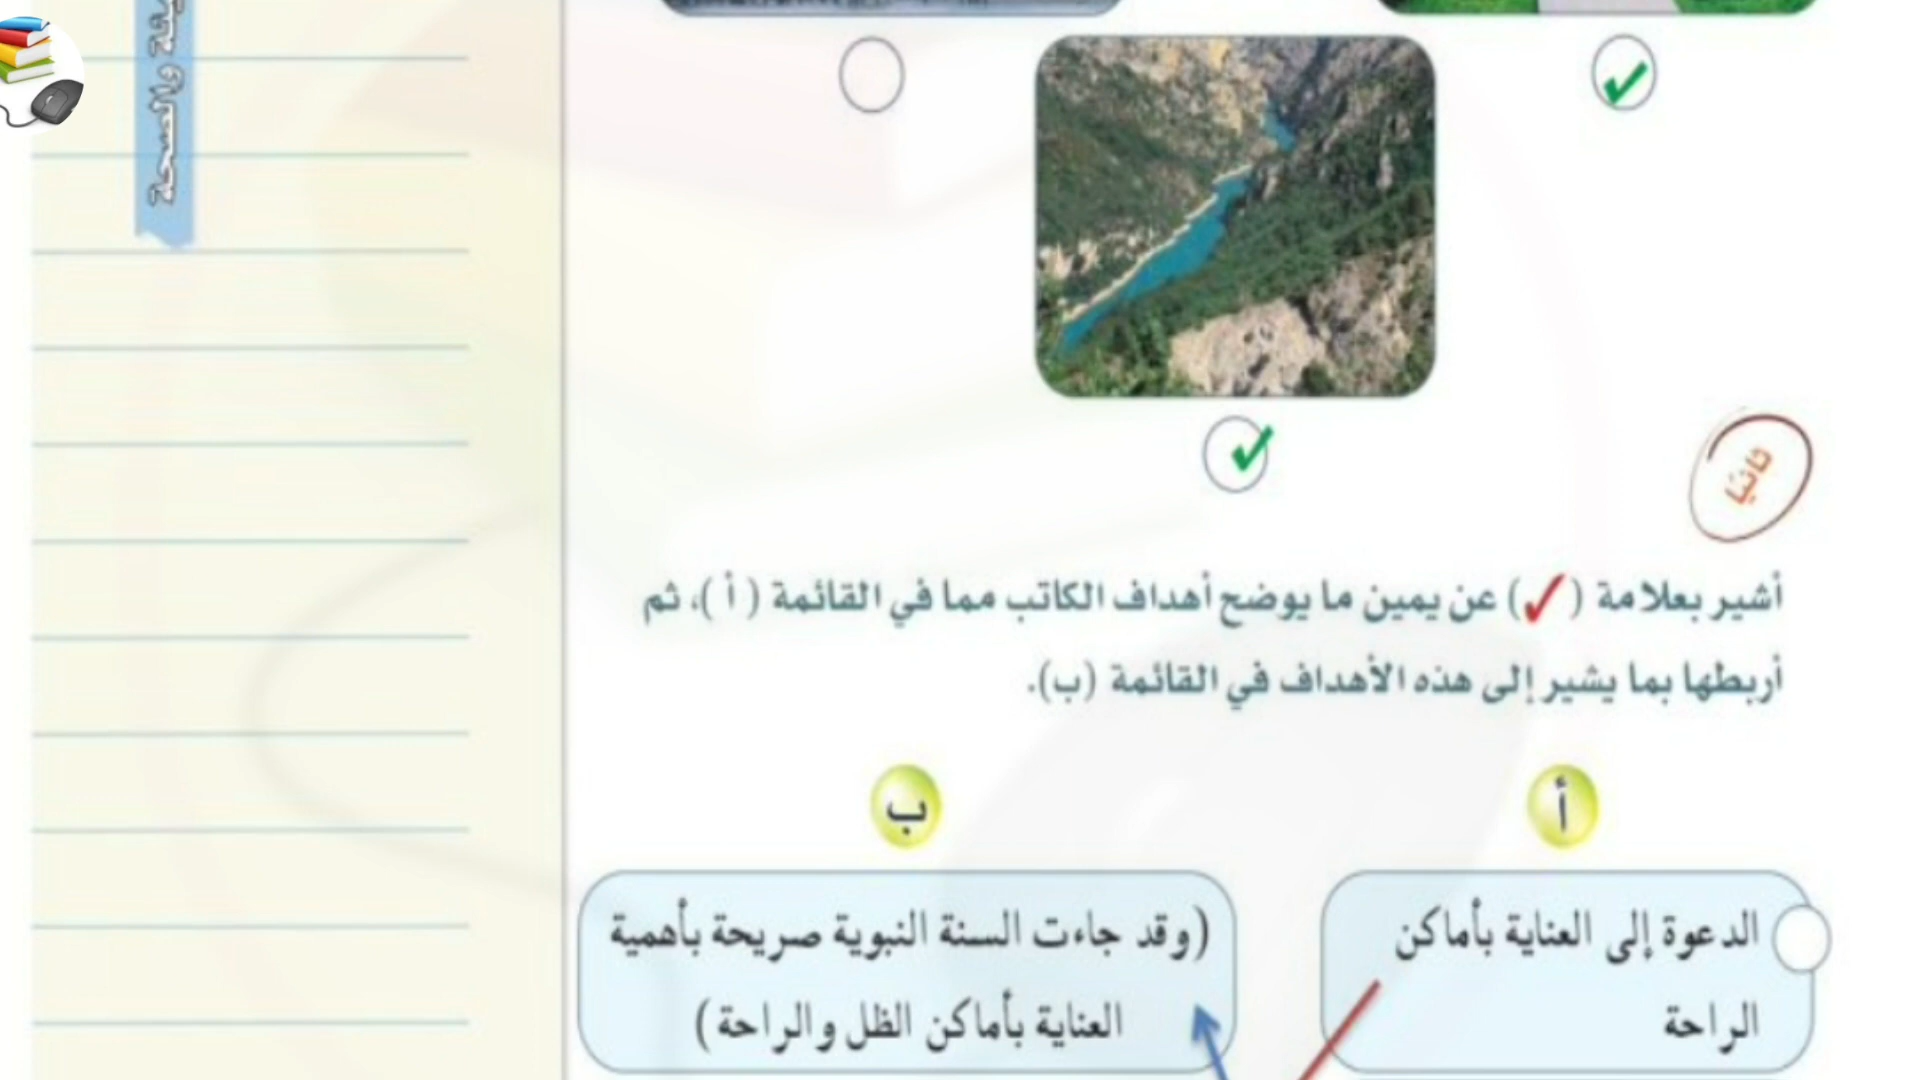 والصحة
ثانيًا
أشير بعلامة (✓) عن يمين ما يوضح أهداف الكاتب مما في القائمة (أ)، ثم
أربطها بما يشير إلى هذه الأهداف في القائمة (ب).
أ
ب
الدعوة إلى العناية بأماكن
الراحة
(وقد جاءت السنة النبوية صريحة بأهمية
العناية بأماكن الظل والراحة)